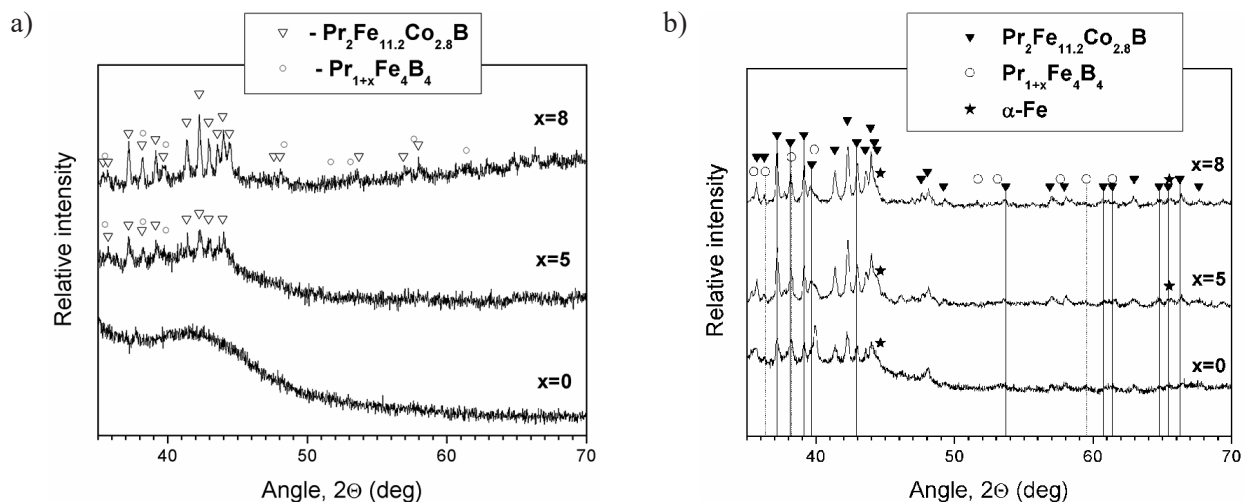 a)
- Pr2Fe11.2Co2.8B
- Pr1+xFe4B4
x=8
x=5
x=0
Relative intensity
40 50 60 70
Angle, 2Θ (deg)
b)
Pr2Fe11.2Co2.8B
Pr1+xFe4B4
α-Fe
x=8
x=5
x=0
Relative intensity
40 50 60 70
Angle, 2Θ (deg)